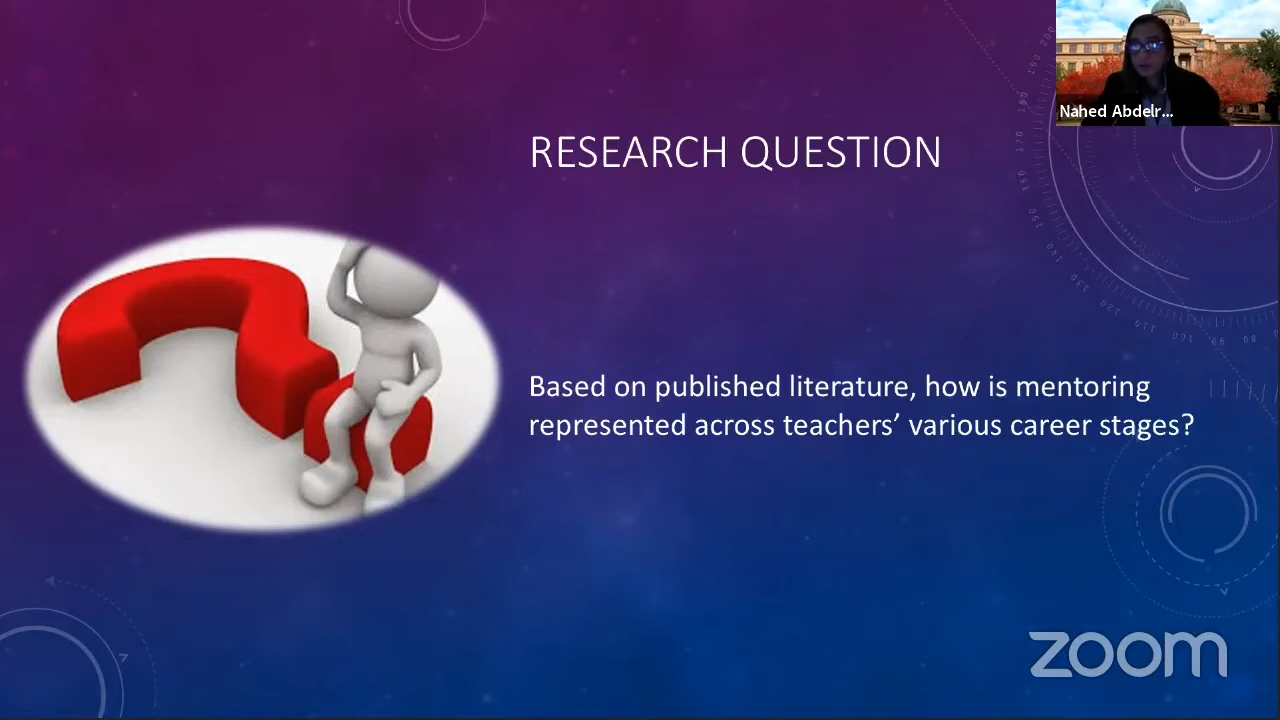 Nahed Abdelr...
RESEARCH QUESTION
Based on published literature, how is mentoring
represented across teachers’ various career stages?
zoom